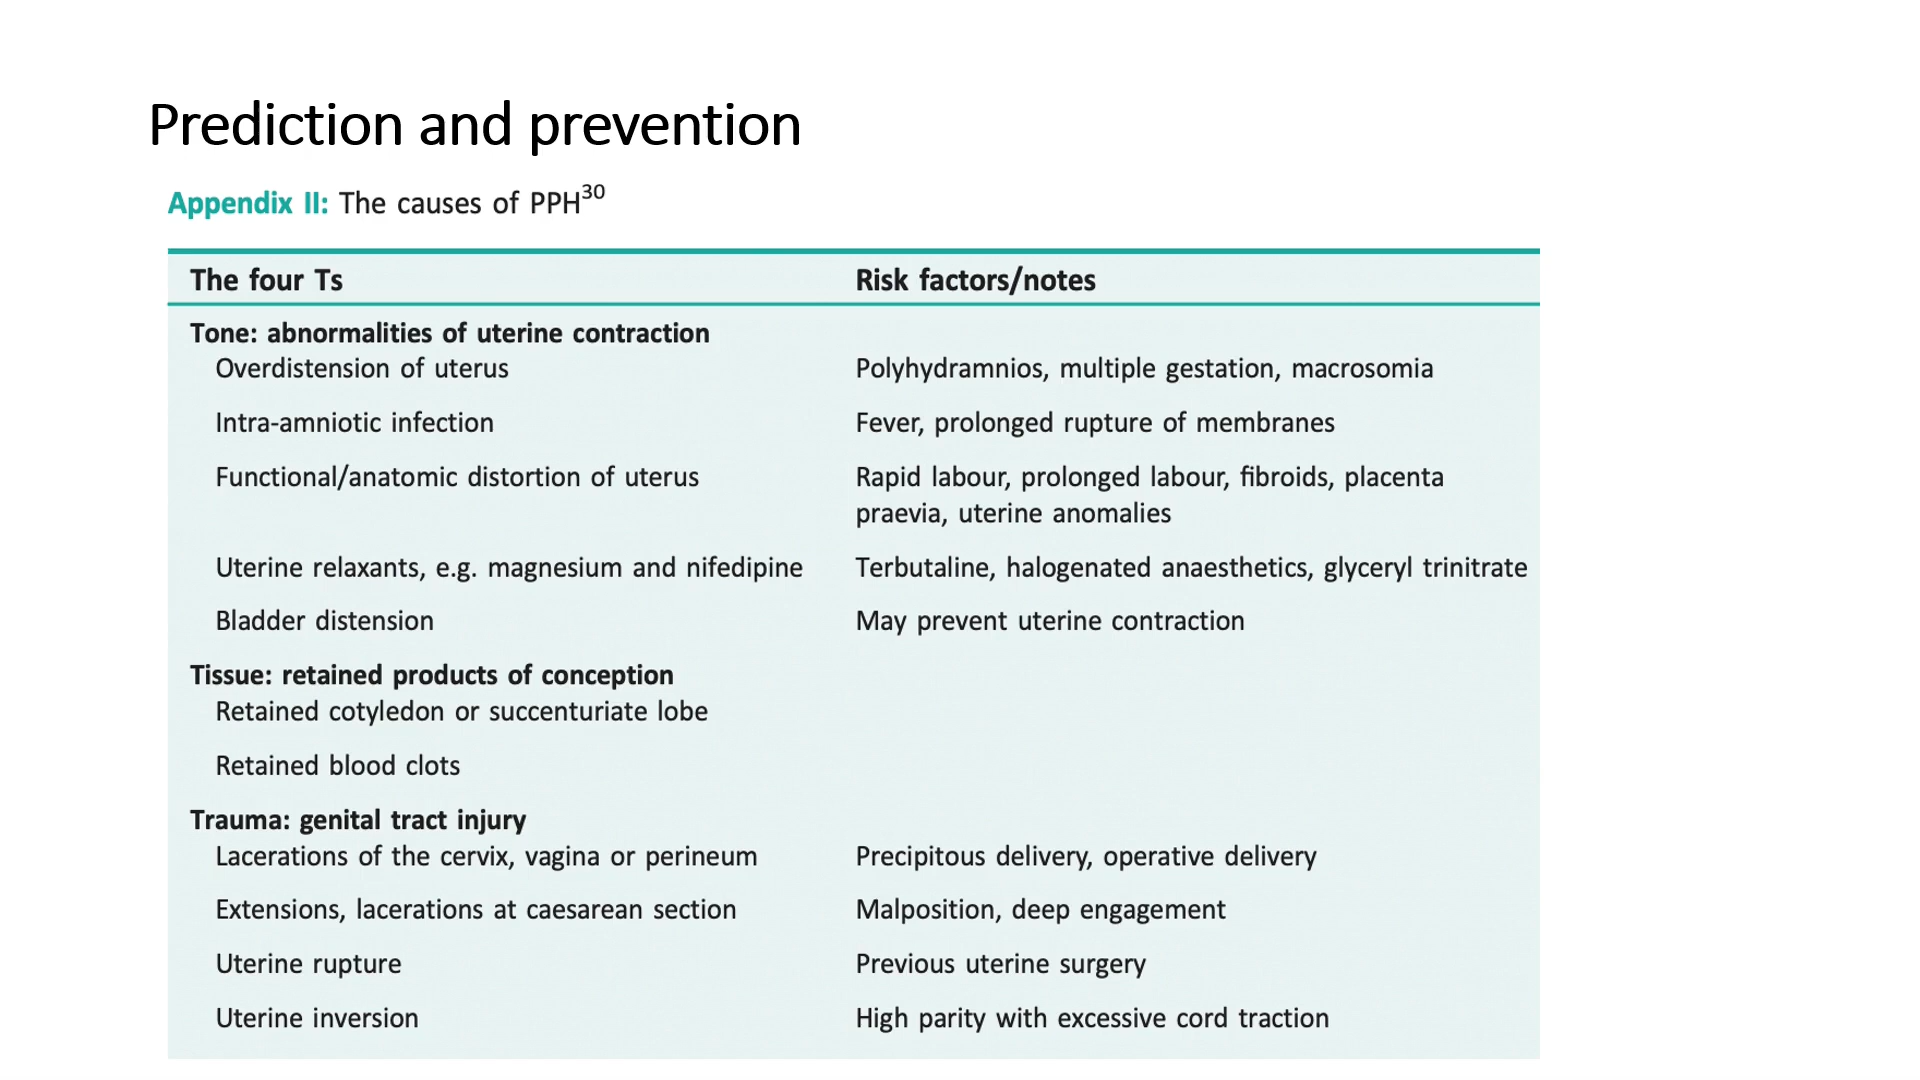 Prediction and prevention
Appendix II: The causes of PPH30
The four Ts Risk factors/notes
Tone: abnormalities of uterine contraction
Overdistension of uterus Polyhydramnios, multiple gestation, macrosomia
Intra-amniotic infection Fever, prolonged rupture of membranes
Functional/anatomic distortion of uterus Rapid labour, prolonged labour, fibroids, placenta
praevia, uterine anomalies
Uterine relaxants, e.g. magnesium and nifedipine Terbutaline, halogenated anaesthetics, glyceryl trinitrate
Bladder distension May prevent uterine contraction
Tissue: retained products of conception
Retained cotyledon or succenturiate lobe
Retained blood clots
Trauma: genital tract injury
Lacerations of the cervix, vagina or perineum Precipitous delivery, operative delivery
Extensions, lacerations at caesarean section Malposition, deep engagement
Uterine rupture Previous uterine surgery
Uterine inversion High parity with excessive cord traction